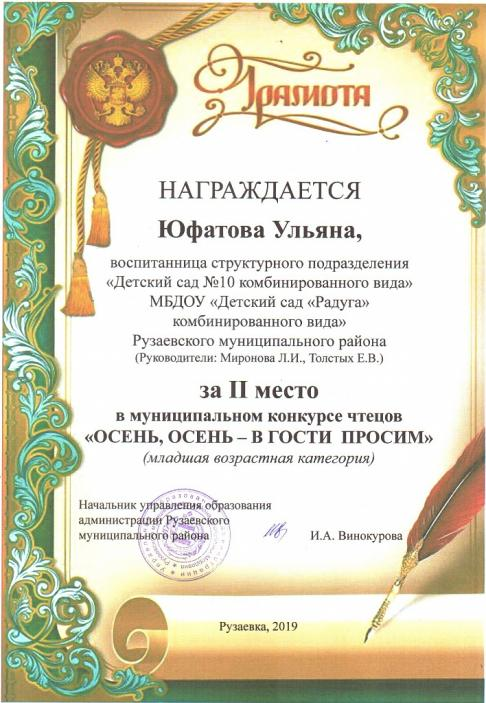 Грамота
НАГРАЖДАЕТСЯ
Юфатова Ульяна,
воспитанница структурного подразделения
«Детский сад №10 комбинированного вида»
МБДОУ «Детский сад «Радуга»
комбинированного вида»
Рузаевского муниципального района
(Руководители: Миронова Л.И., Толстых Е.В.)
за II место
в муниципальном конкурсе чтецов
«ОСЕНЬ, ОСЕНЬ – В ГОСТИ ПРОСИМ»
(младшая возрастная категория)
Начальник управления образования
администрации Рузаевского
муниципального района
И.А. Винокурова
Рузаевка, 2019